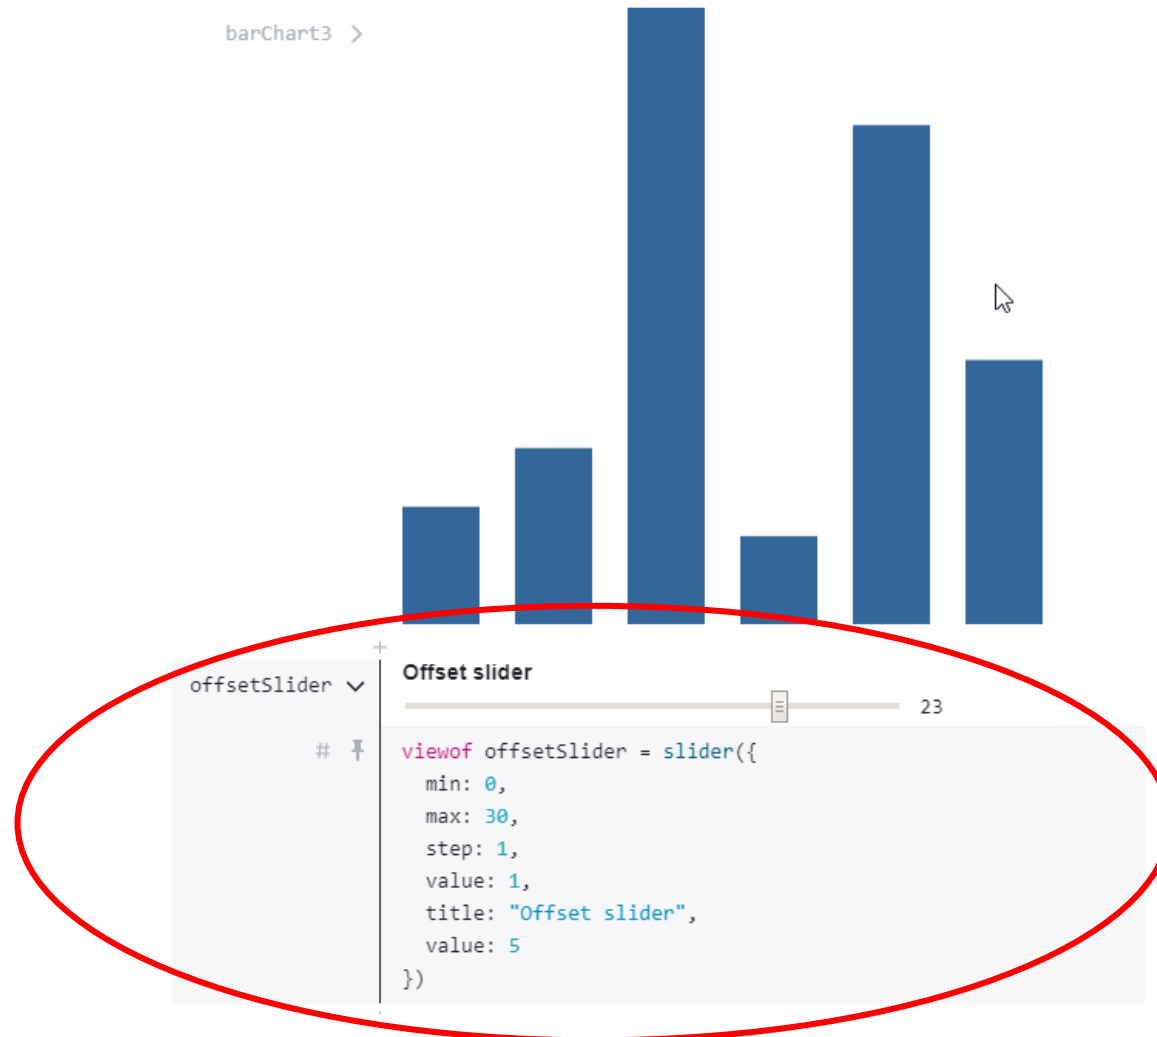 barChart3
Offset slider
offsetSlider
23
#
viewof offsetSlider = slider({
  min: 0,
  max: 30,
  step: 1,
  value: 1,
  title: "Offset slider",
  value: 5
})